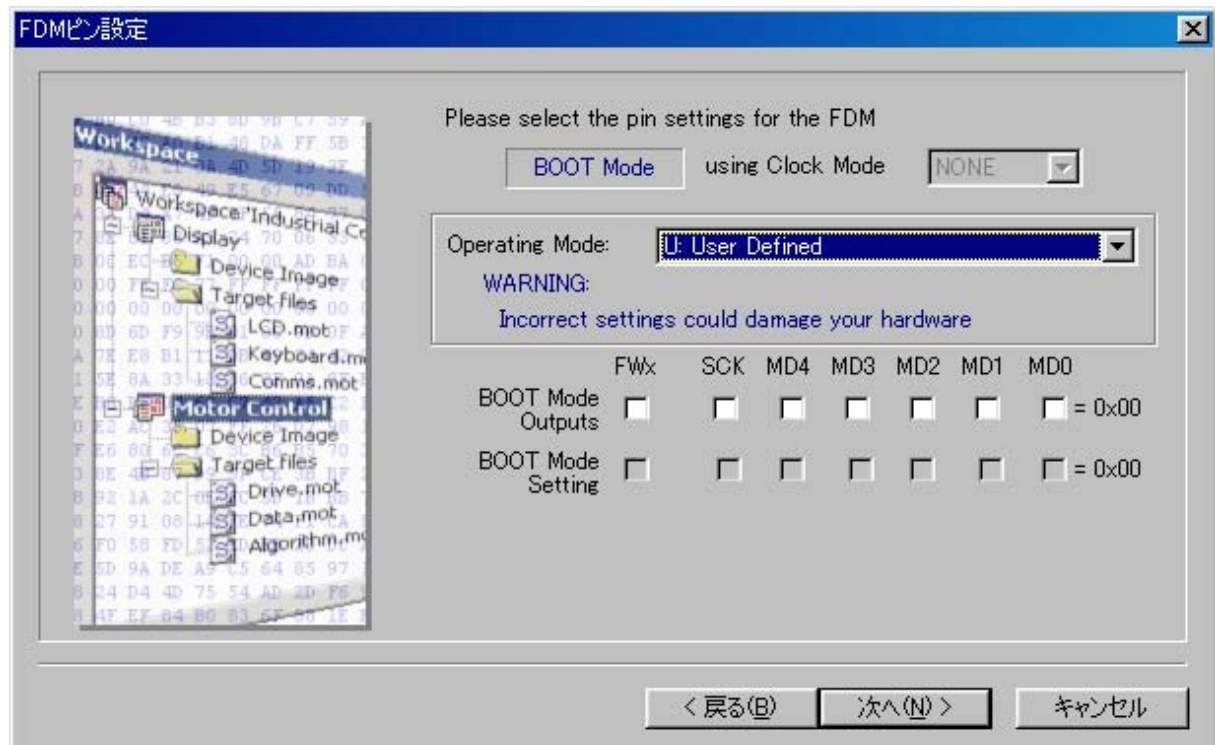 FDMピン設定
Please select the pin settings for the FDM
BOOT Mode using Clock Mode NONE
Operating Mode: U: User Defined
WARNING:
Incorrect settings could damage your hardware
FWx SCK MD4 MD3 MD2 MD1 MD0
BOOT Mode
Outputs
= 0x00
BOOT Mode
Setting
= 0x00
Workspace
Workspace 'Industrial Co
Display
Device Image
Target files
LCD.mot
Keyboard.m
Comms.mot
Motor Control
Device Image
Target files
Drive.mot
Data.mot
Algorithm.m
< 戻る(B)
次へ(N) >
キャンセル